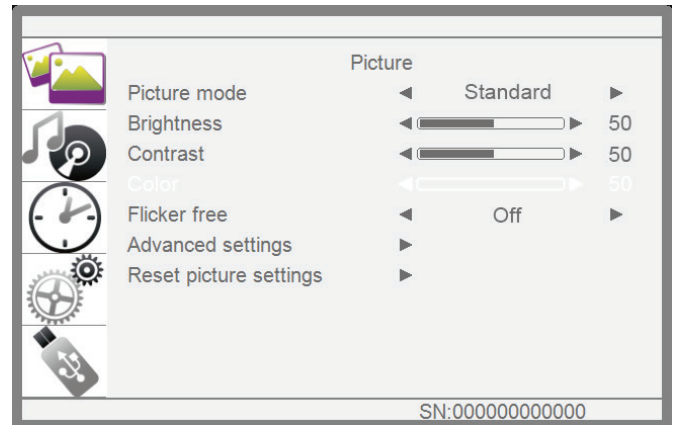 Picture
Picture mode Standard
Brightness 50
Contrast 50
Color 50
Flicker free Off
Advanced settings
Reset picture settings
SN:000000000000